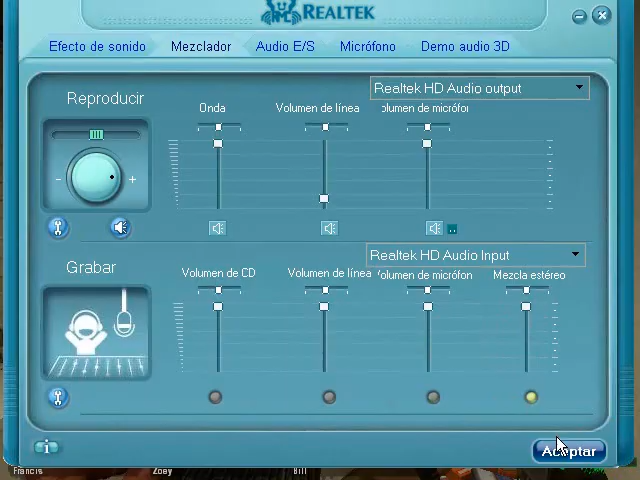 REALTEK
Efecto de sonido Mezclador Audio E/S Micrófono Demo audio 3D
Realtek HD Audio output
Reproducir
Onda Volumen de línea olumen de micrófor
- +
Realtek HD Audio Input
Grabar
Volumen de CD Volumen de línea olumen de micrófon Mezcla estéreo
i
Aceptar
Francis Zoey Bill